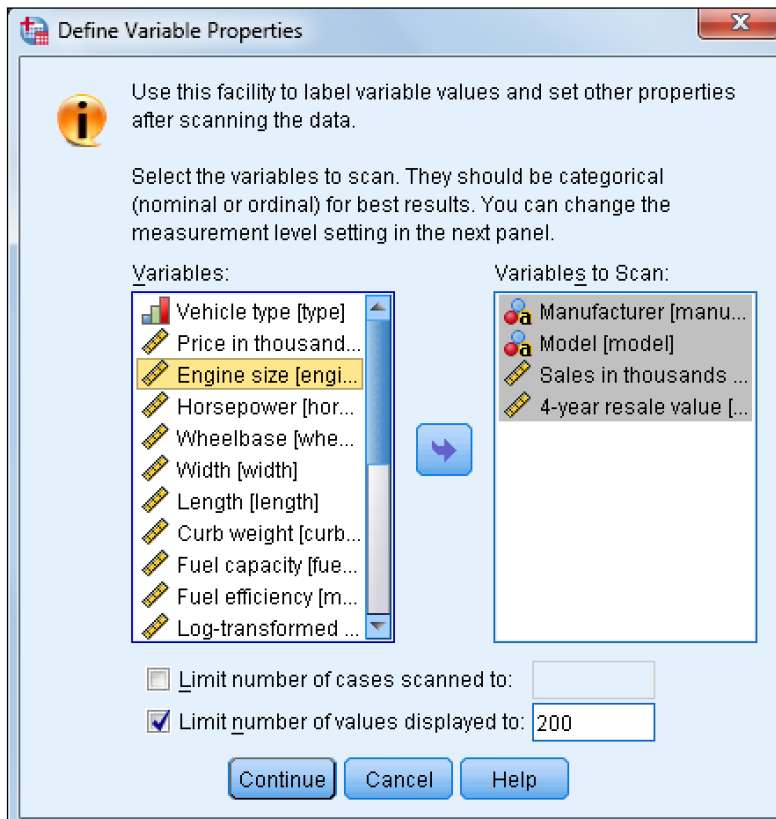 Define Variable Properties
X
i
Use this facility to label variable values and set other properties
after scanning the data.
Select the variables to scan. They should be categorical
(nominal or ordinal) for best results. You can change the
measurement level setting in the next panel.
Variables:
Vehicle type [type]
Price in thousand...
Engine size [engi...
Horsepower [hor...
Wheelbase [whe...
Width [width]
Length [length]
Curb weight [curb...
Fuel capacity [fue...
Fuel efficiency [m...
Log-transformed ...
Variables to Scan:
a Manufacturer [manu...
a Model [model]
Sales in thousands ...
4-year resale value [...
Limit number of cases scanned to:
Limit number of values displayed to: 200
Continue Cancel Help